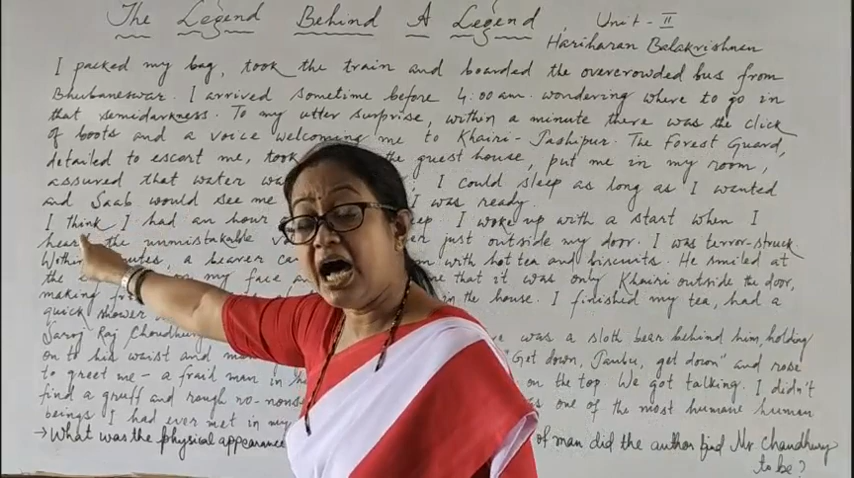 The Legend Behind A Legend, Unit - II
Hariharan Balakrishnan
I packed my bag, took the train and boarded the overcrowded bus from
Bhubaneswar. I arrived sometime before 4:00 am. wondering where to go in
that semidarkness. To my utter surprise, within a minute there was the click
of boots and a voice welcoming me to Khairi - Jashipur. The Forest Guard,
detailed to escort me, took the guest house, put me in my room,
assured that water I could sleep as long as I wanted
and Saab would see me I was ready.
I think I had an hour I woke up with a start when I
the unmistakable just outside my door. I was terror-struck.
a bearer with hot tea and biscuits. He smiled at
the on my face that it was only Khairi outside the door,
making in the house. I finished my tea, had a
quick shower
Saroj Raj Choudhury was a sloth bear behind him, holding
on to his waist and "Get down, Jambu, get down" and rose
to greet me - a frail man in on the top. We got talking. I didn't
find a gruff and rough no-nonsense one of the most humane human
beings I had ever met in my
→ What was the physical appearance of man did the author find Mr Choudhury
to be?